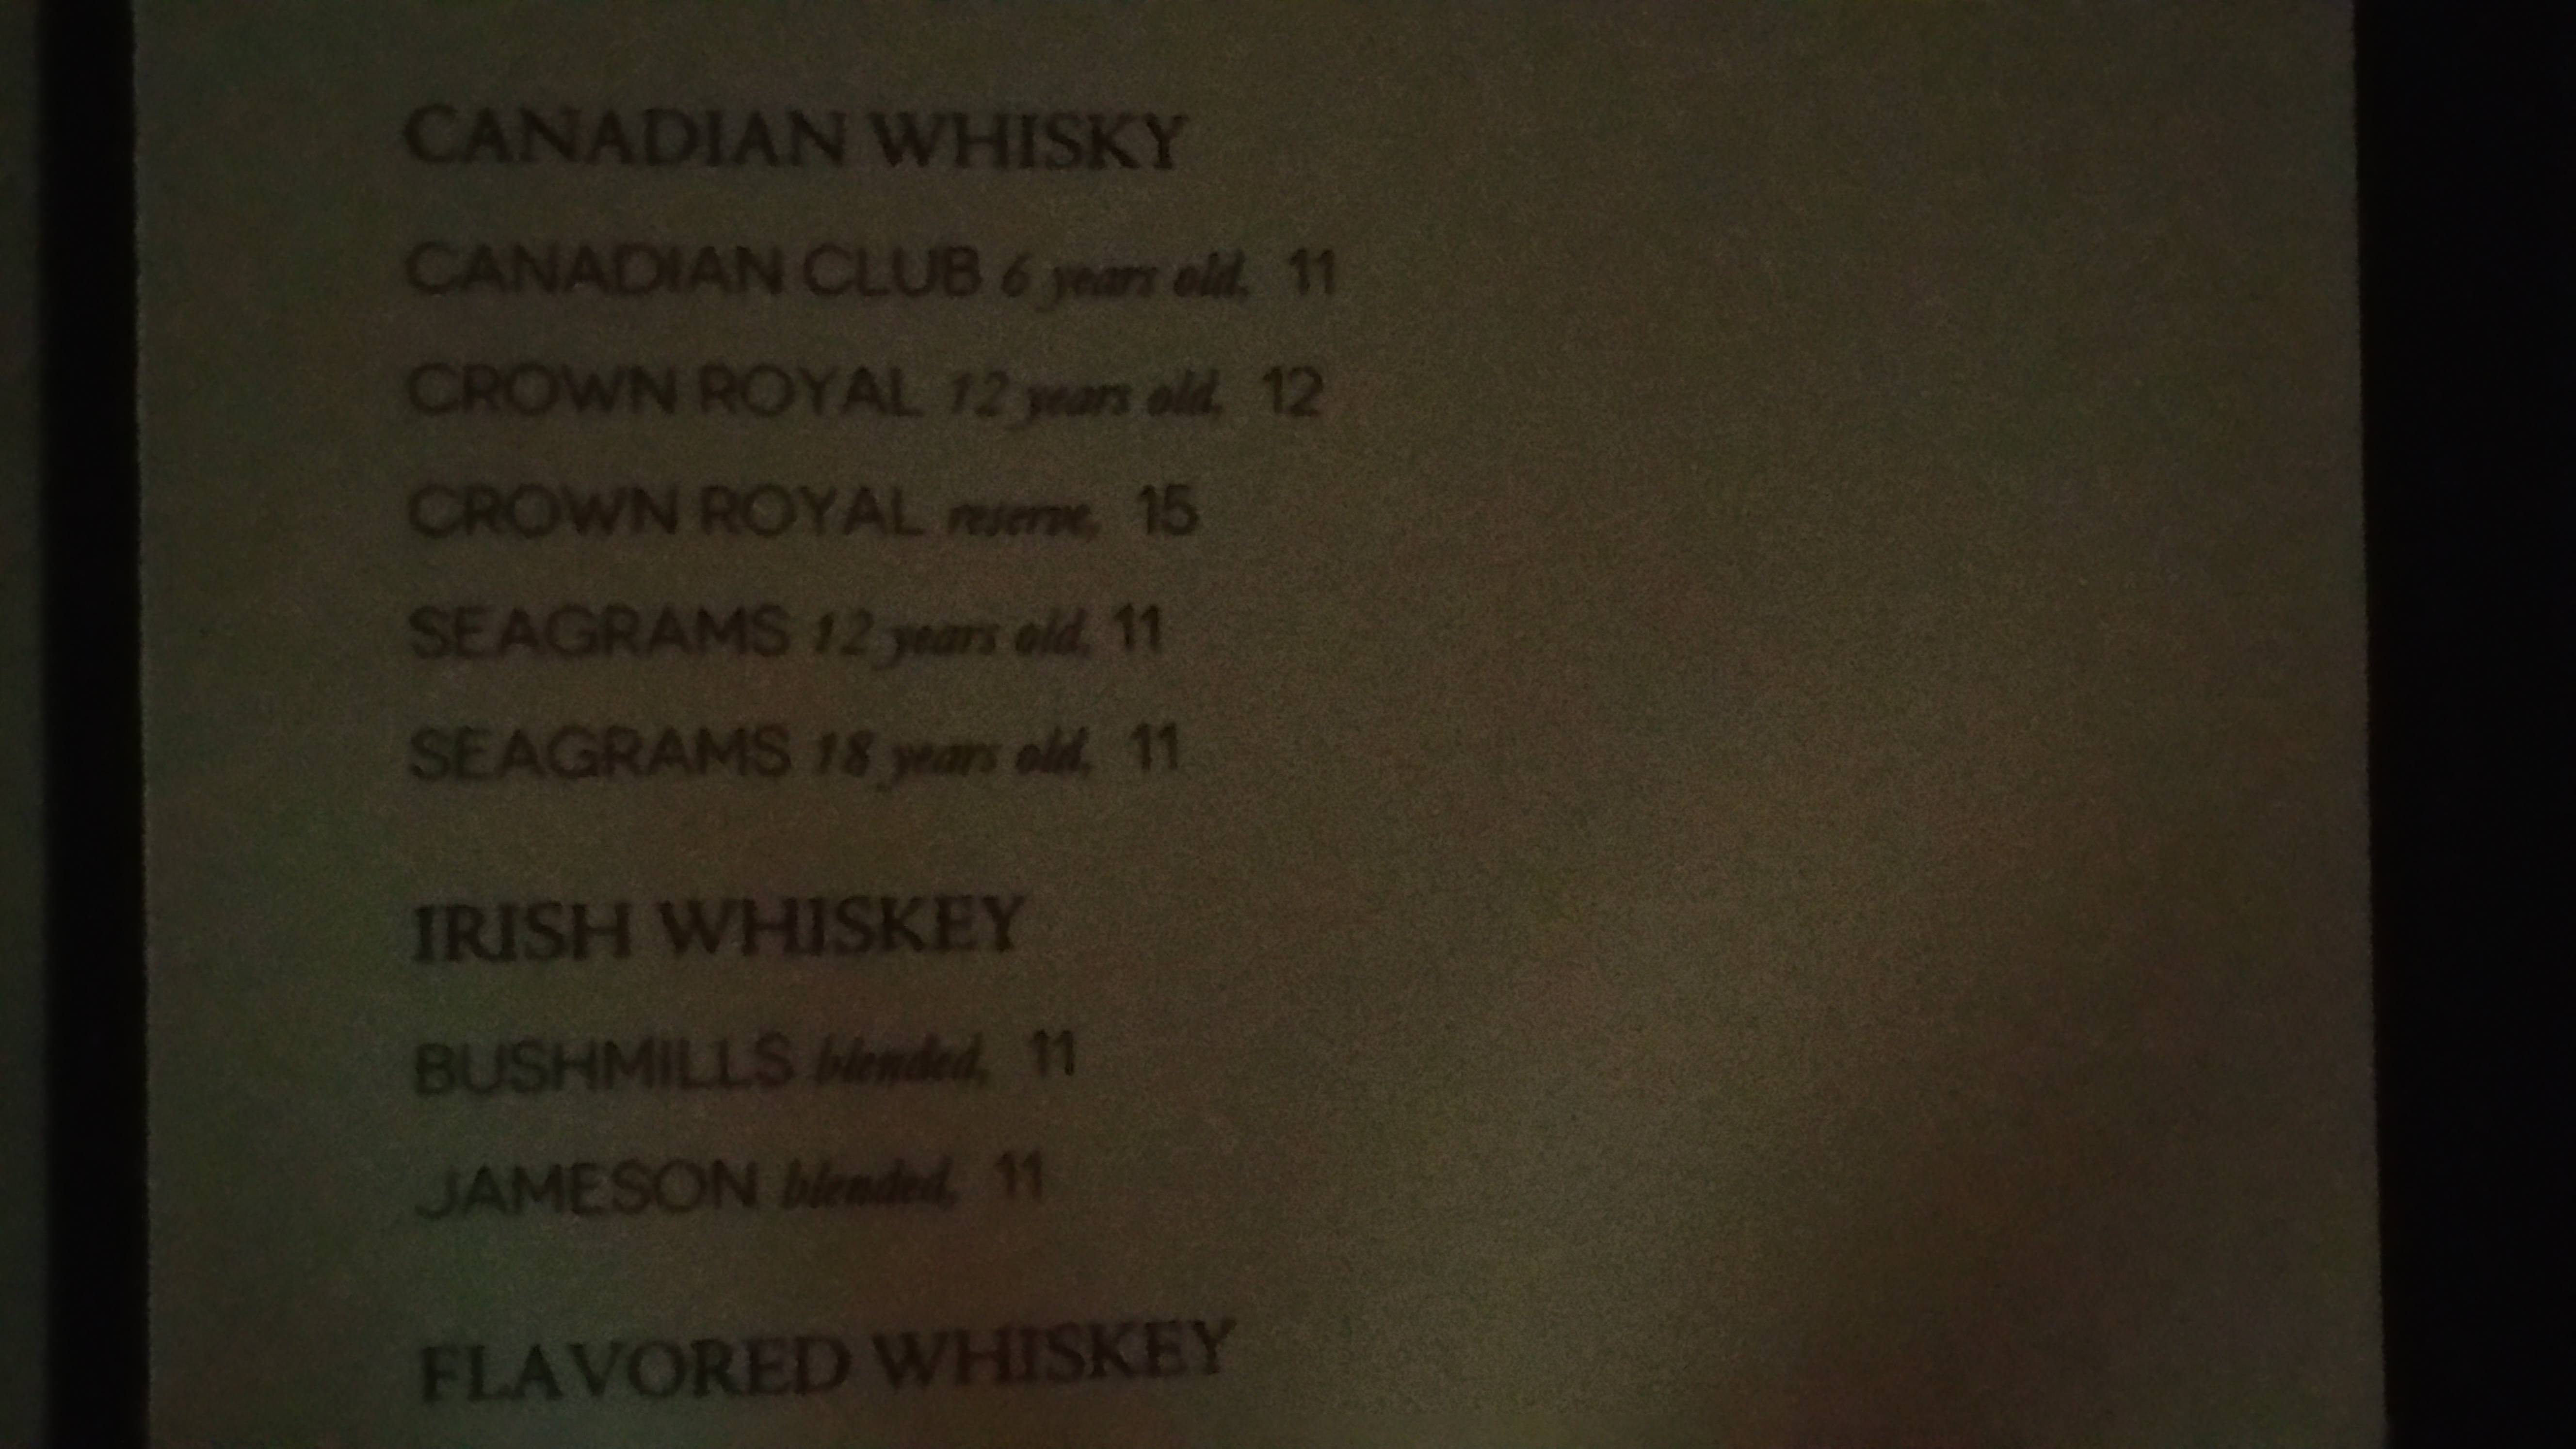 CANADIAN WHISKY
CANADIAN CLUB 6 years old, 11
CROWN ROYAL 12 years old, 12
CROWN ROYAL reserve, 15
SEAGRAMS 12 years old, 11
SEAGRAMS 18 years old, 11
IRISH WHISKEY
BUSHMILLS blended, 11
JAMESON blended, 11
FLAVORED WHISKEY